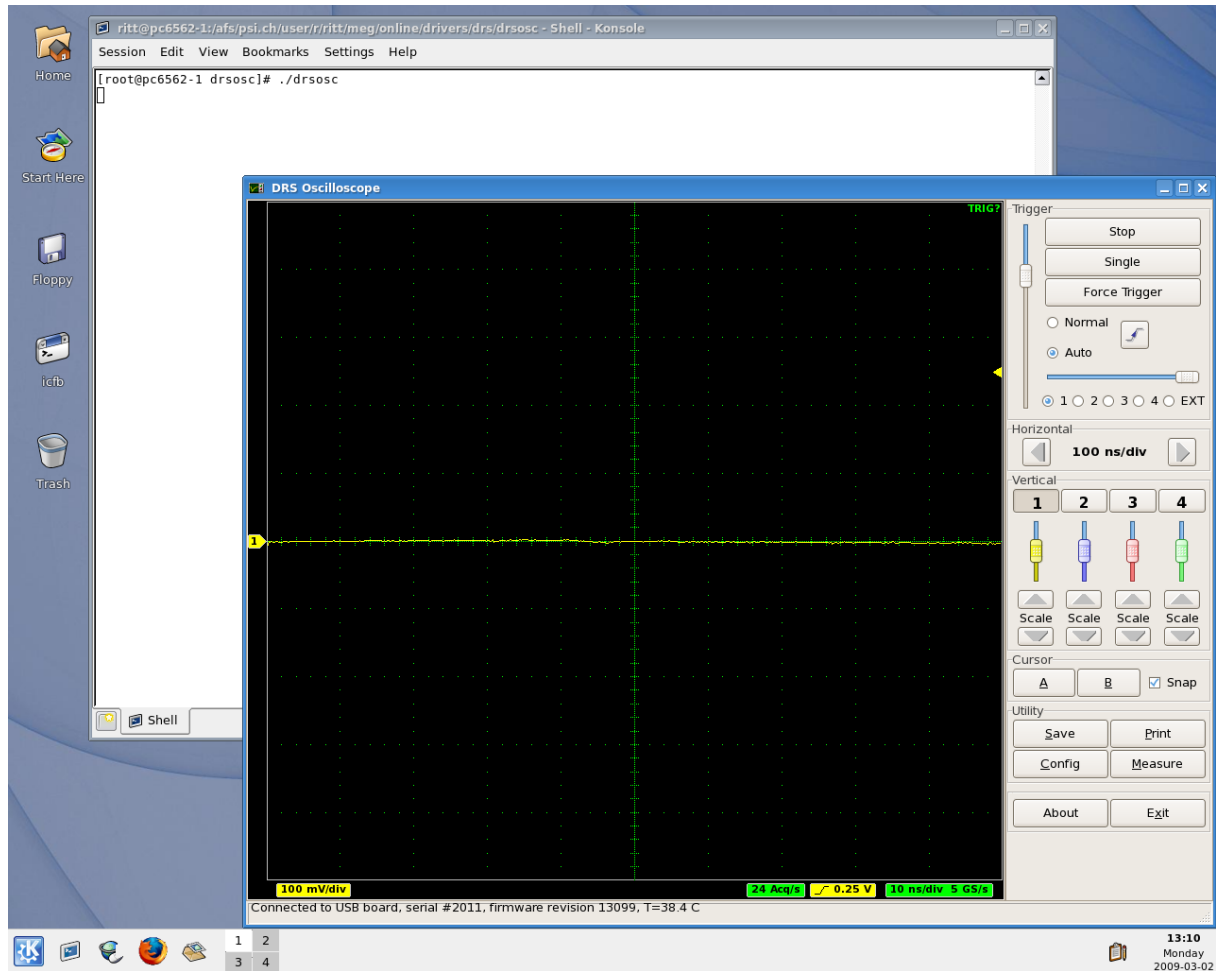 Home
Start Here
Floppy
icfb
Trash
ritt@pc6562-1:/afs/psi.ch/user/r/ritt/meg/online/drivers/drs/drsosc - Shell - Konsole
Session Edit View Bookmarks Settings Help
[root@pc6562-1 drsosc]# ./drsosc
Shell
DRS Oscilloscope
TRIG?
1
100 mV/div
24 Acq/s
0.25 V
10 ns/div 5 GS/s
Connected to USB board, serial #2011, firmware revision 13099, T=38.4 C
Trigger
Stop
Single
Force Trigger
Normal
Auto
1 2 3 4 EXT
Horizontal
100 ns/div
Vertical
1 2 3 4
Scale Scale Scale Scale
Cursor
A B Snap
Utility
Save Print
Config Measure
About Exit
1 2
3 4
13:10
Monday
2009-03-02